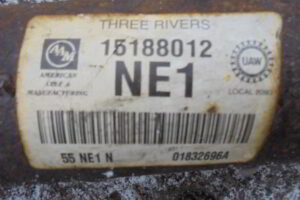 THREE RIVERS
15188012
NE1
AMERICAN
AXLE &
MANUFACTURING
UAW
LOCAL 2093
55 NE1 N
01832696A